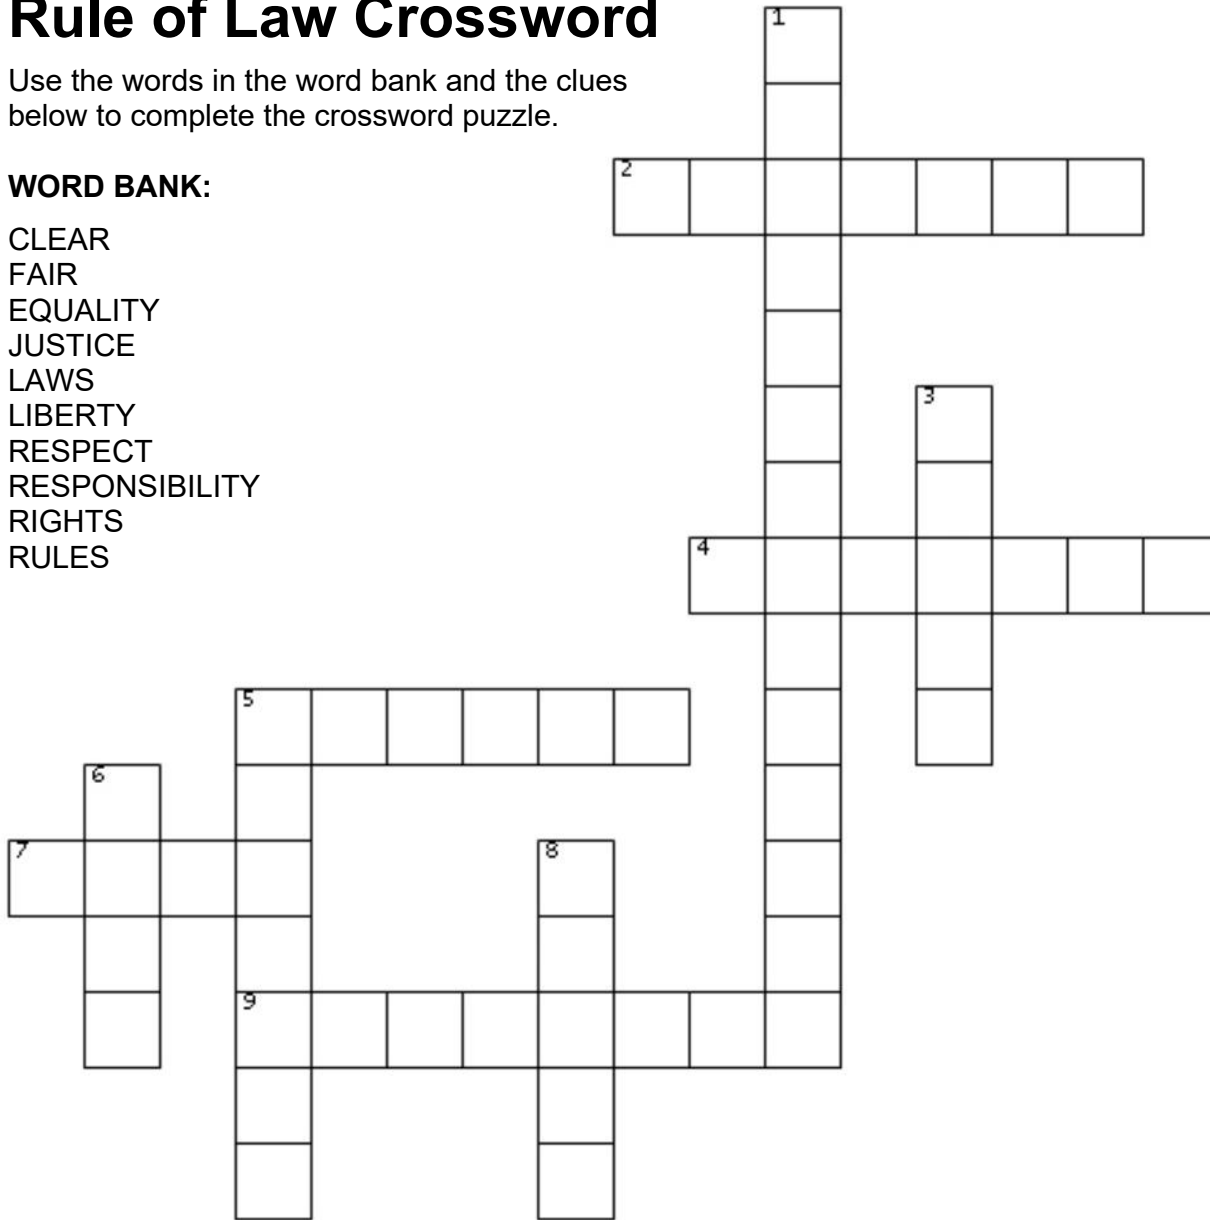 Rule of Law Crossword
Use the words in the word bank and the clues
below to complete the crossword puzzle.
WORD BANK:
CLEAR
FAIR
EQUALITY
JUSTICE
LAWS
LIBERTY
RESPECT
RESPONSIBILITY
RIGHTS
RULES
1
2
3
4
5
6
7
8
9